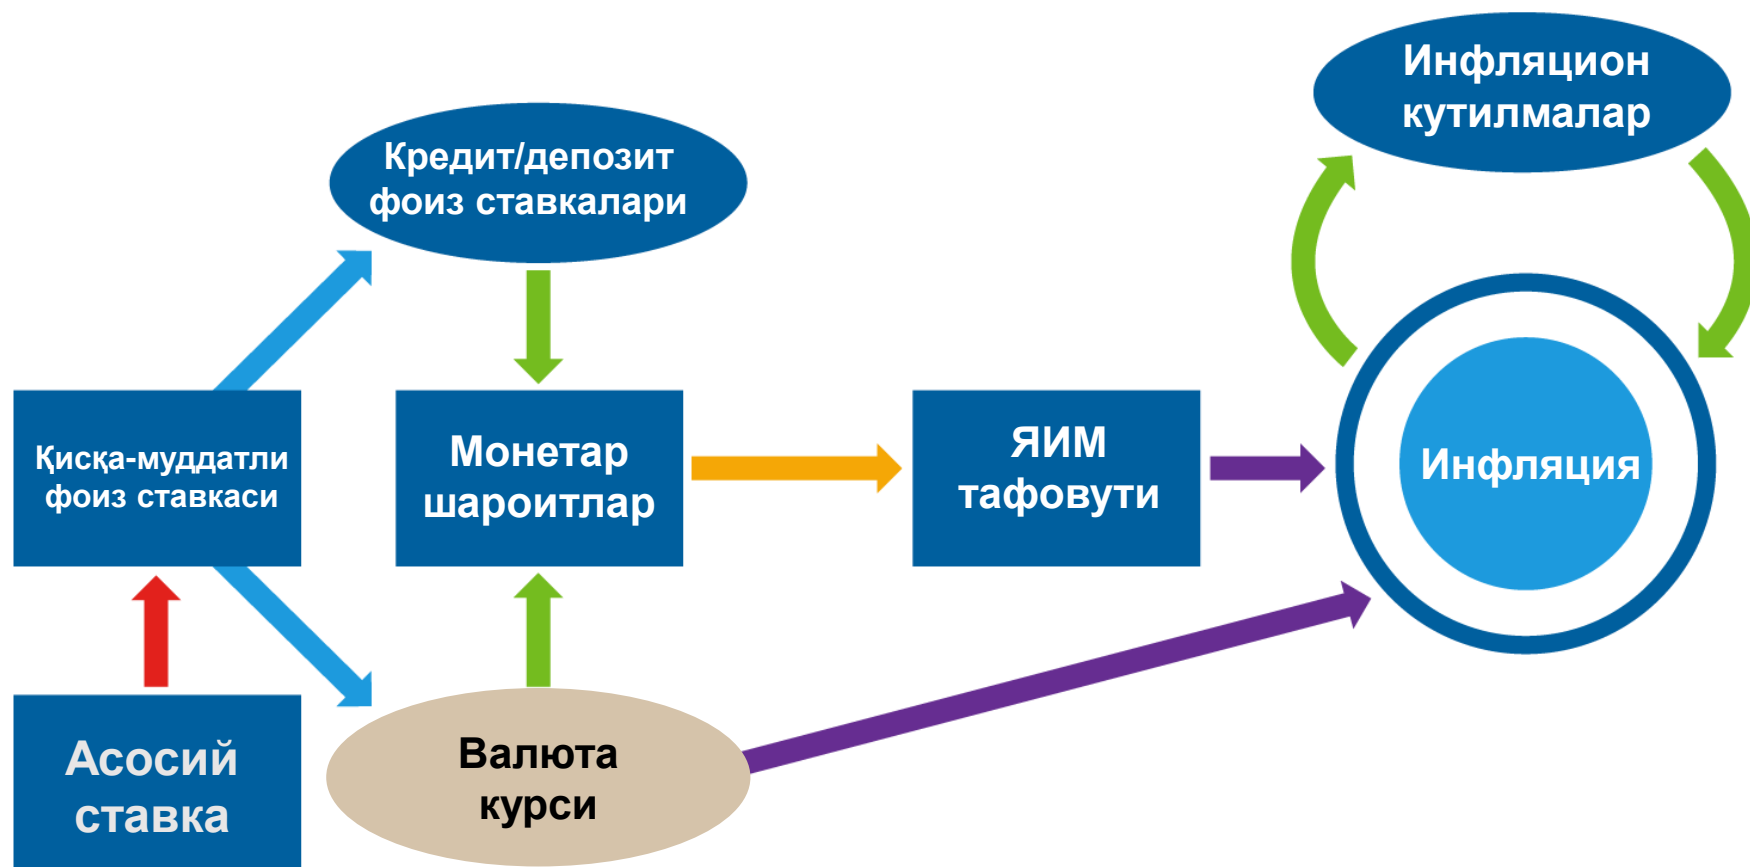 Инфляцион
кутилмалар
Кредит/депозит
фоиз ставкалари
Қисқа-муддатли
фоиз ставкаси
Монетар
шароитлар
ЯИМ
тафовути
Инфляция
Асосий
ставка
Валюта
курси